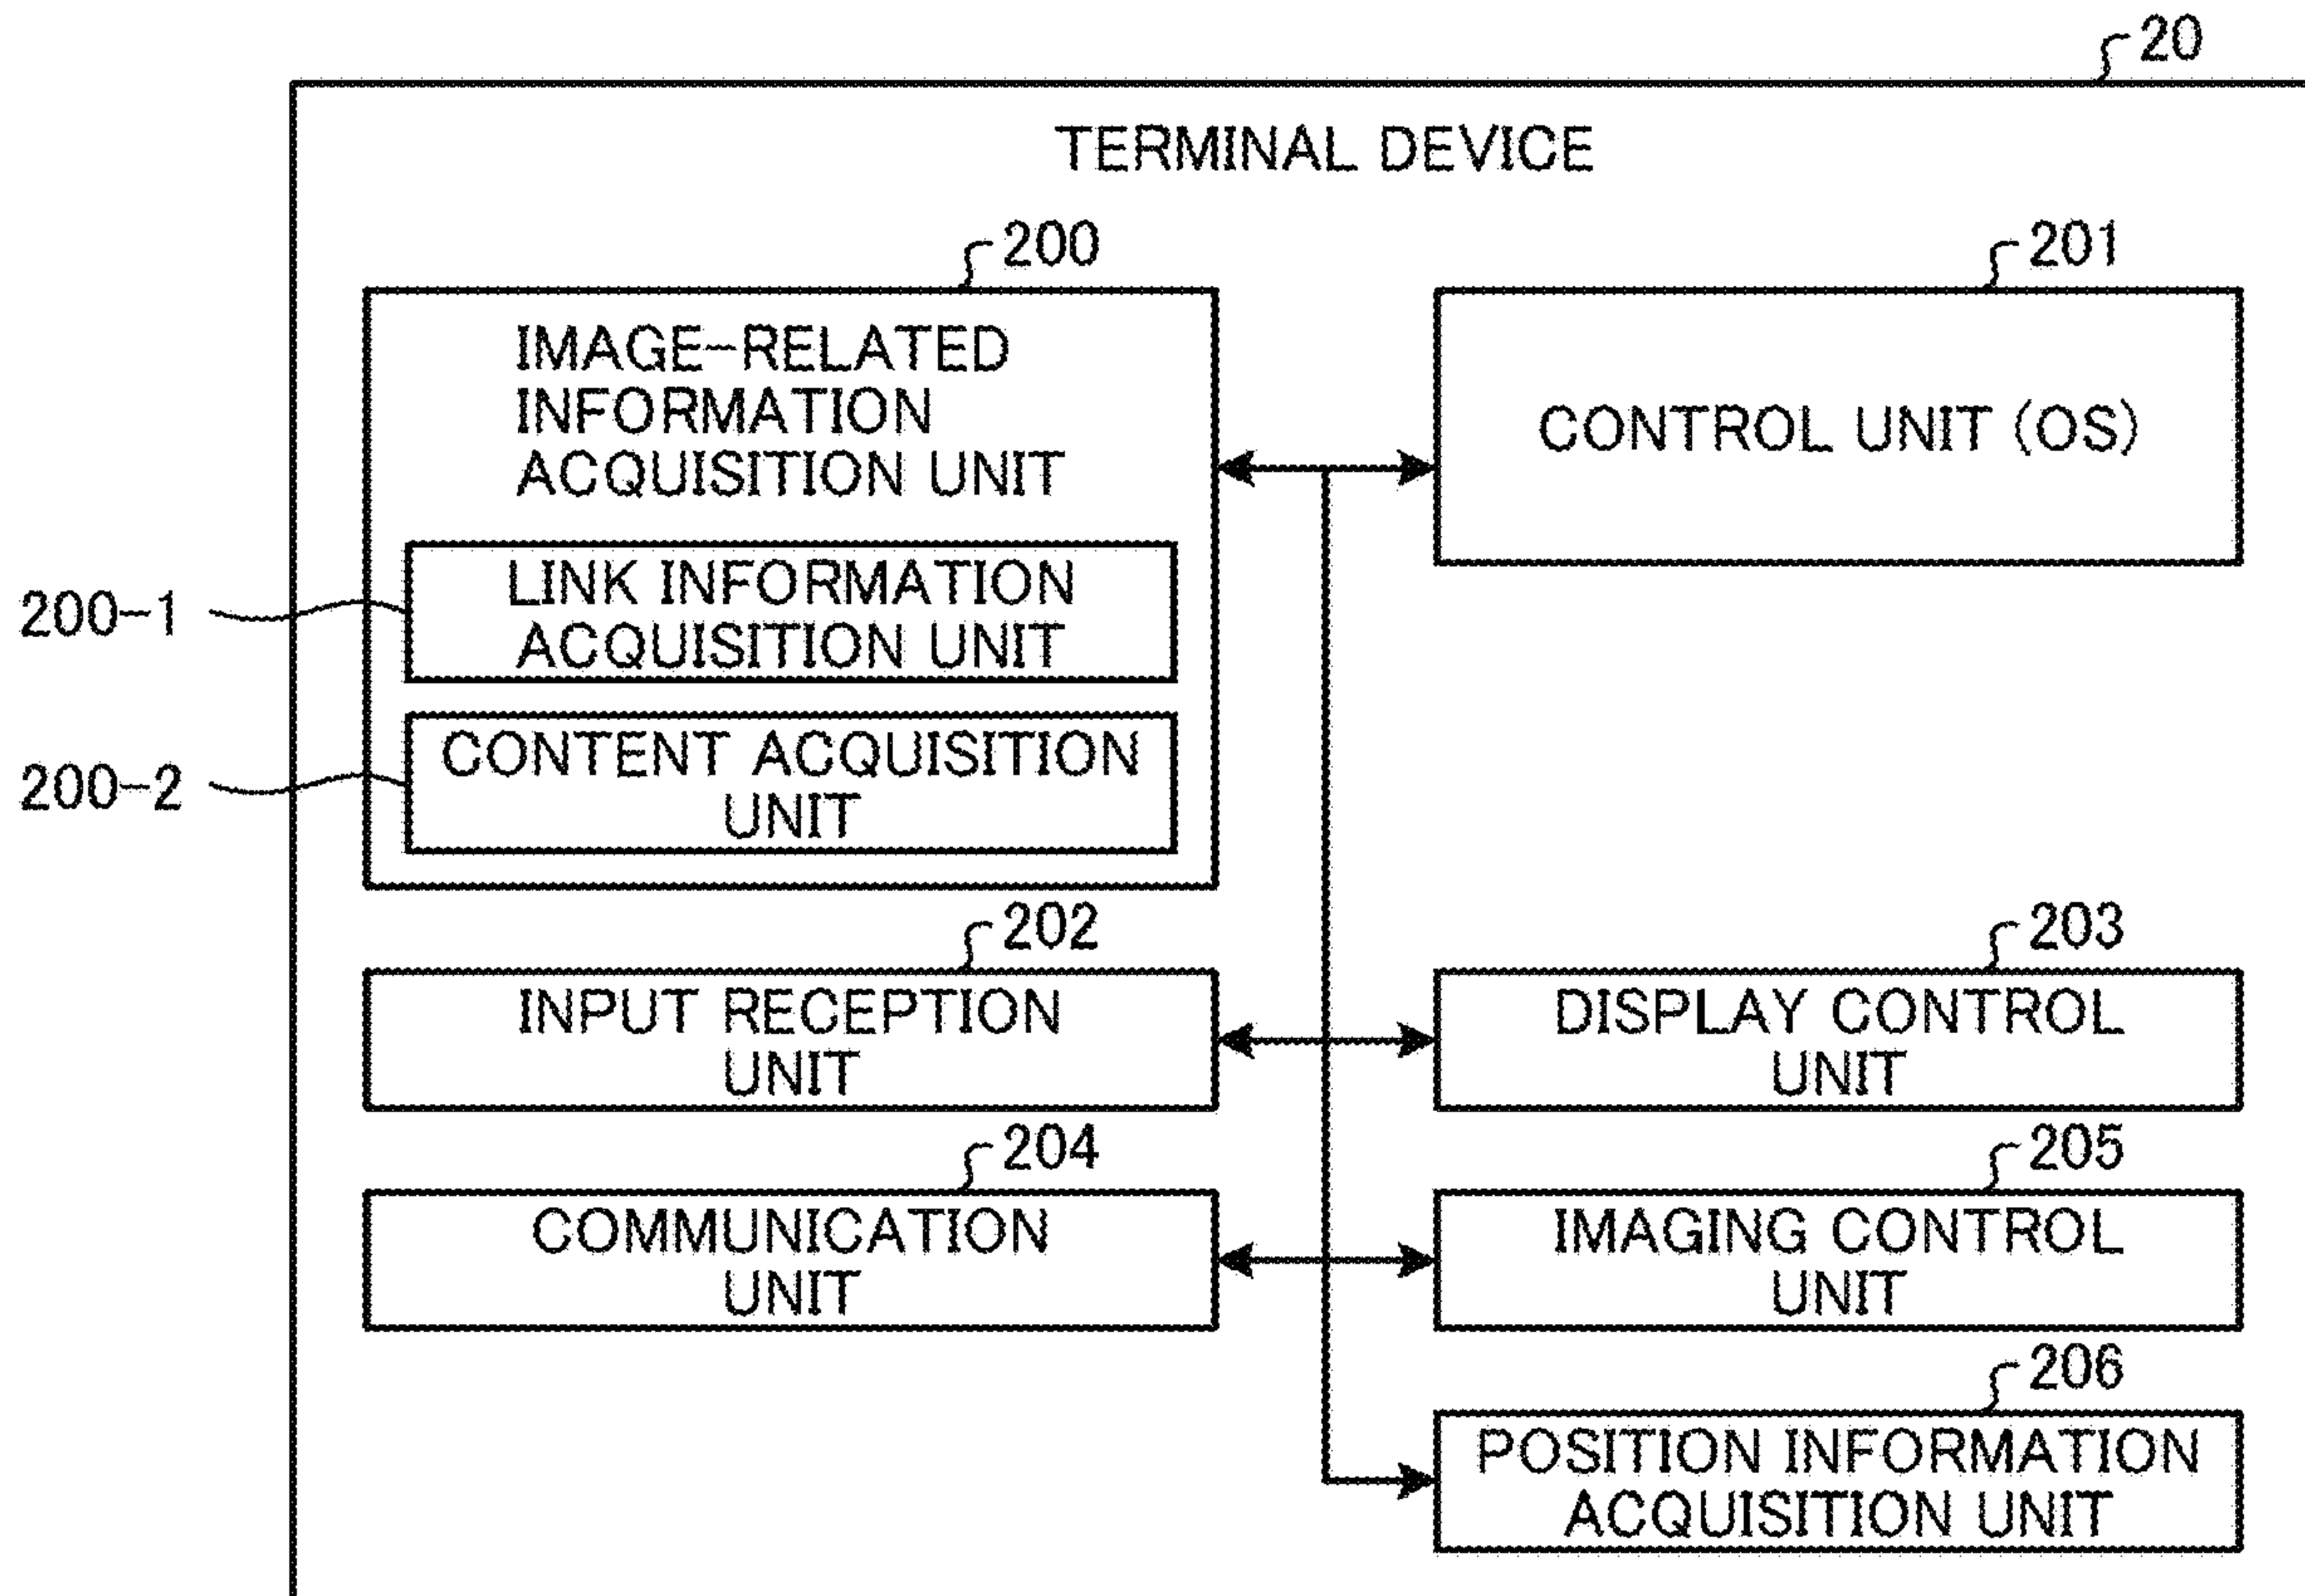 20
TERMINAL DEVICE
200
IMAGE-RELATED
INFORMATION
ACQUISITION UNIT
201
CONTROL UNIT (OS)
200-1
LINK INFORMATION
ACQUISITION UNIT
200-2
CONTENT ACQUISITION
UNIT
202
INPUT RECEPTION
UNIT
203
DISPLAY CONTROL
UNIT
204
COMMUNICATION
UNIT
205
IMAGING CONTROL
UNIT
206
POSITION INFORMATION
ACQUISITION UNIT